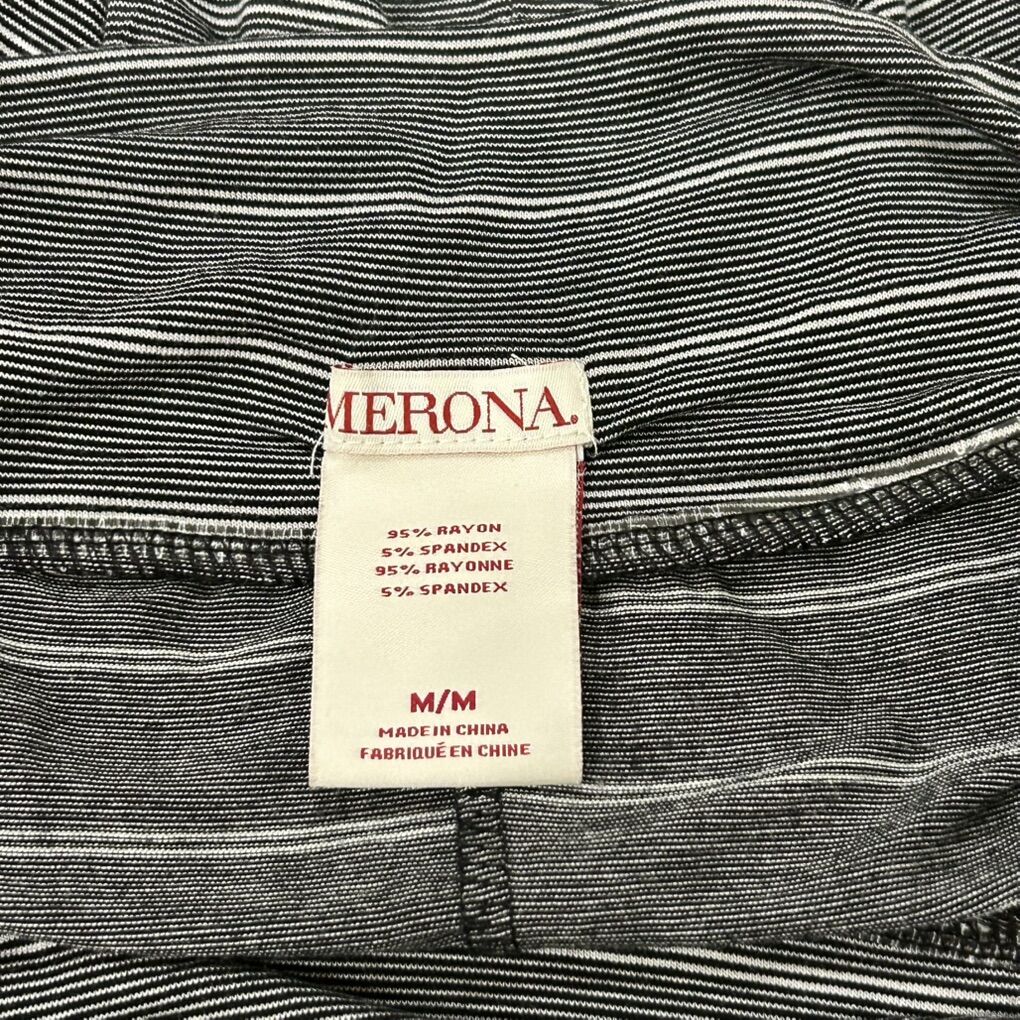 MERONA.
95% RAYON
5% SPANDEX
95% RAYONNE
5% SPANDEX
M/M
MADE IN CHINA
FABRIQUÉ EN CHINE